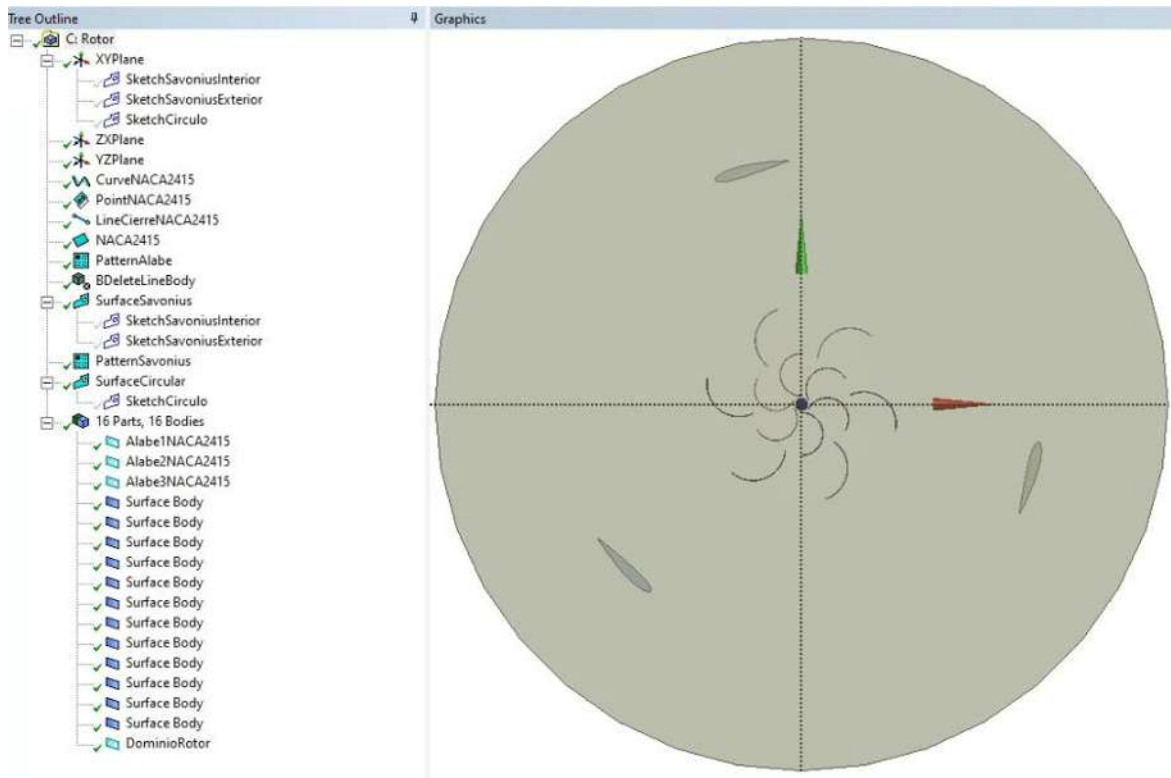 Tree Outline
Graphics
C: Rotor
XYPlane
SketchSavoniusInterior
SketchSavoniusExterior
SketchCirculo
ZXPlane
YZPlane
CurveNACA2415
PointNACA2415
LineCierreNACA2415
NACA2415
PatternAlabe
BDeleteLineBody
SurfaceSavonius
SketchSavoniusInterior
SketchSavoniusExterior
PatternSavonius
SurfaceCircular
SketchCirculo
16 Parts, 16 Bodies
Alabe1NACA2415
Alabe2NACA2415
Alabe3NACA2415
Surface Body
Surface Body
Surface Body
Surface Body
Surface Body
Surface Body
Surface Body
Surface Body
Surface Body
Surface Body
Surface Body
Surface Body
DominioRotor